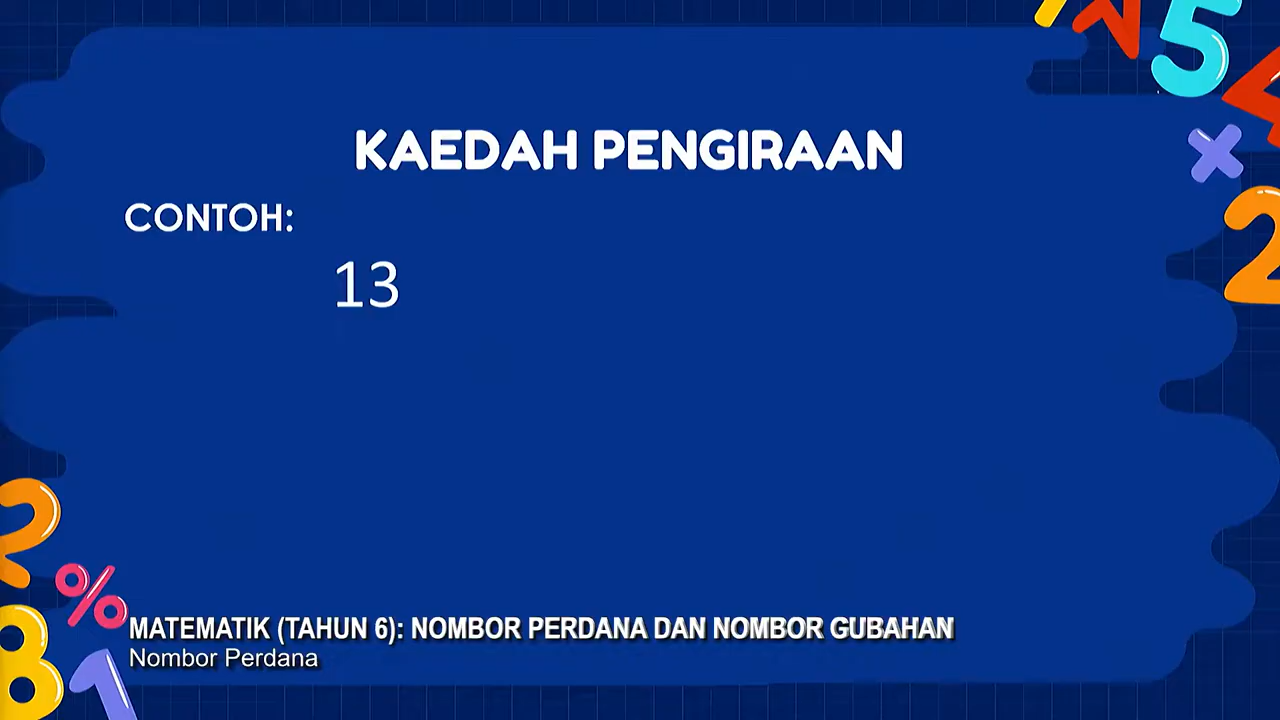 KAEDAH PENGIRAAN
CONTOH:
13
MATEMATIK (TAHUN 6): NOMBOR PERDANA DAN NOMBOR GUBAHAN
Nombor Perdana